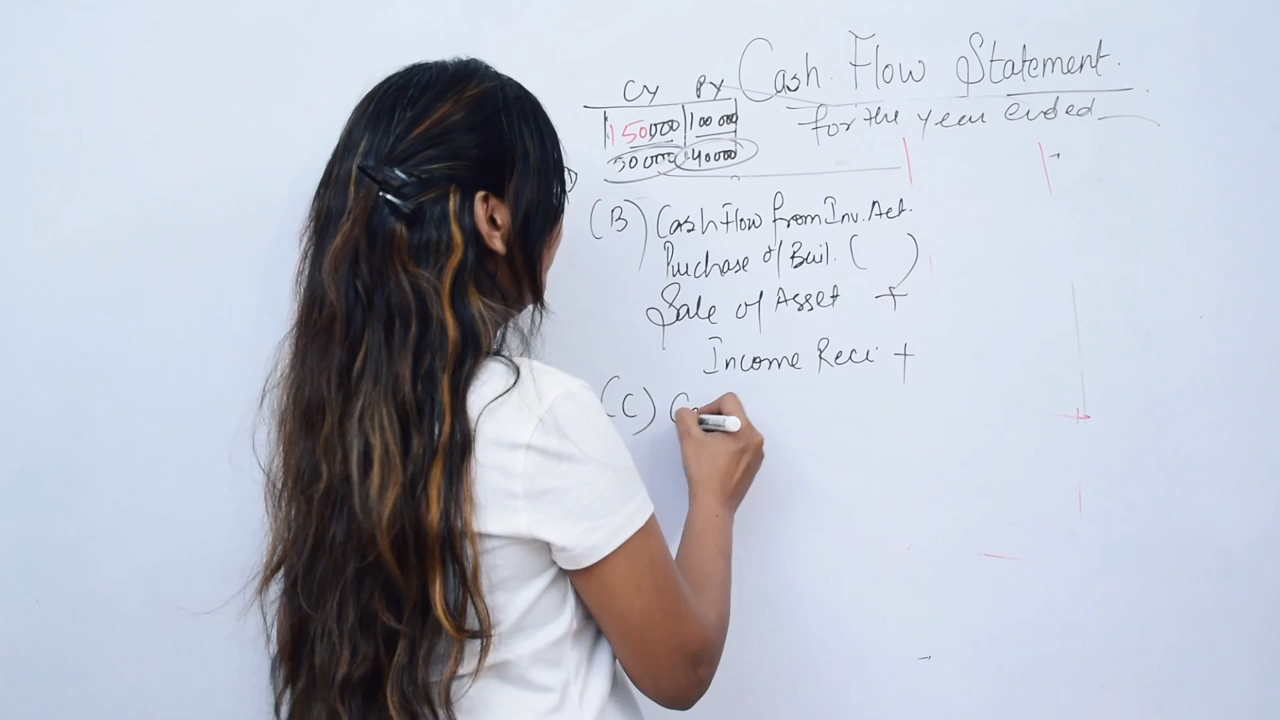 Cash Flow Statement.
for the year ended
CY PY
150000 100000
50000 40000
(B) Cash Flow from Inv. Act.
Purchase of Buil. ( )
Sale of Asset +
Income Reci +
(C) Ca